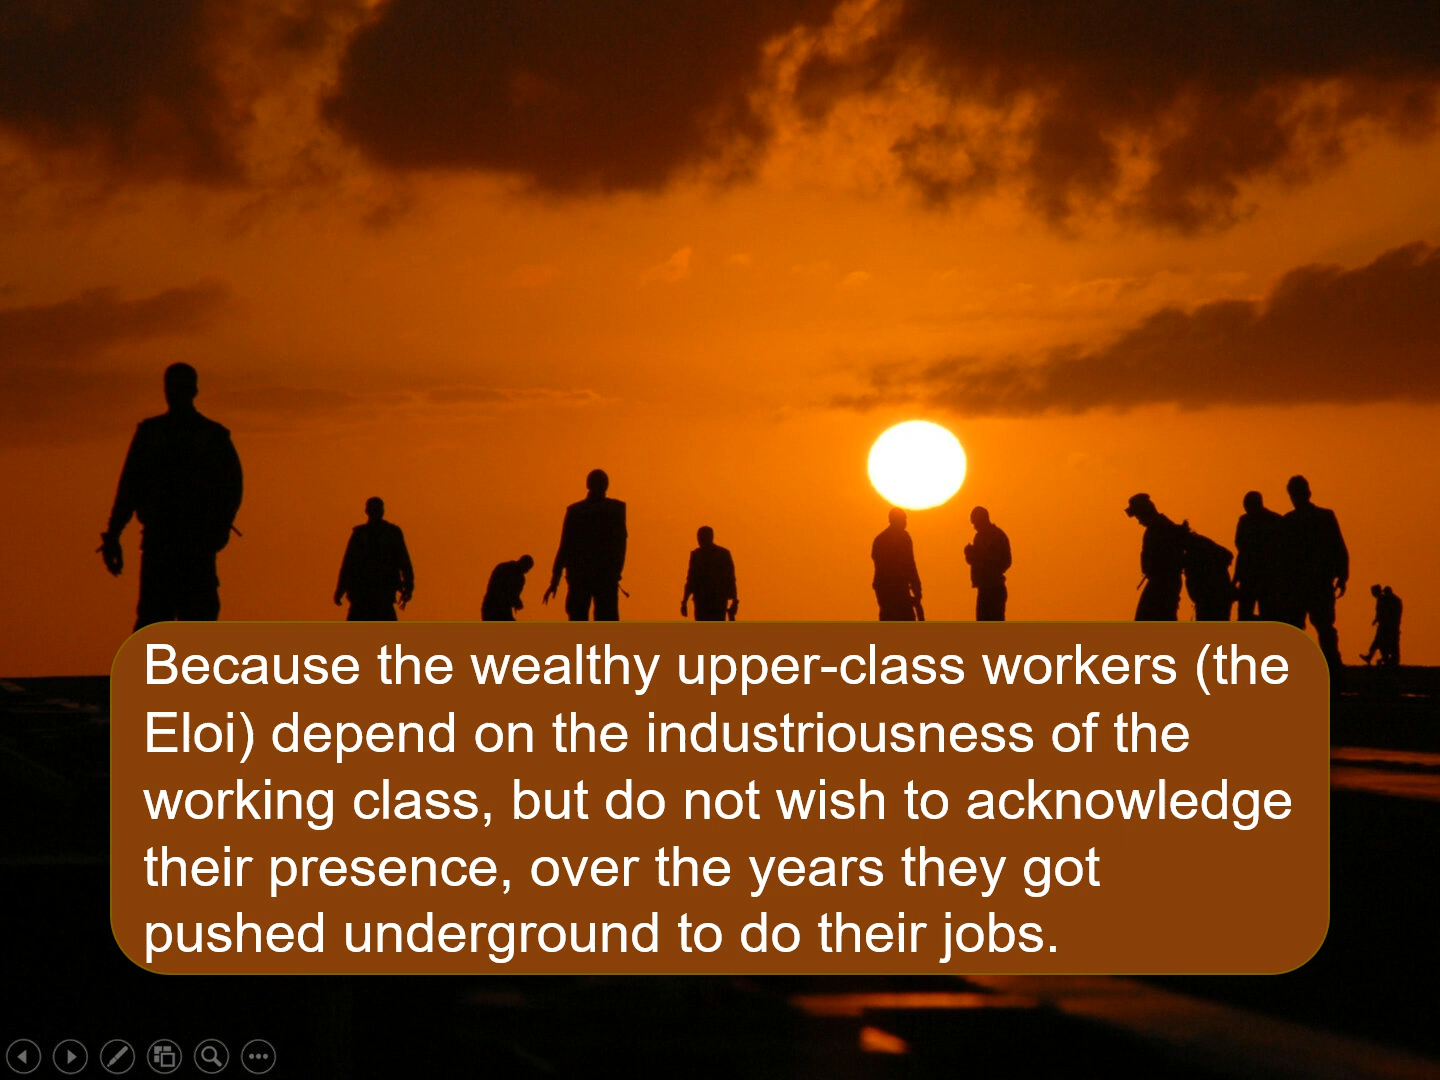 Because the wealthy upper-class workers (the
Eloi) depend on the industriousness of the
working class, but do not wish to acknowledge
their presence, over the years they got
pushed underground to do their jobs.